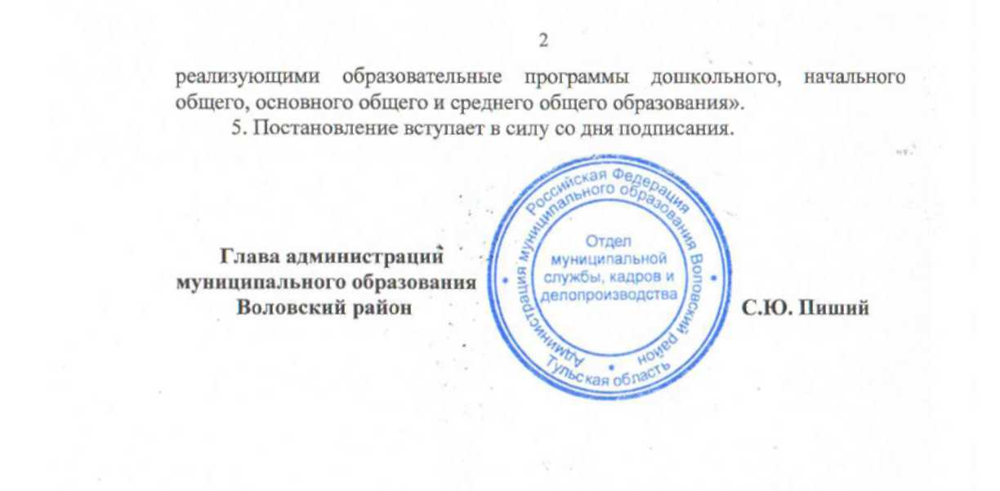 2
реализующими образовательные программы дошкольного, начального
общего, основного общего и среднего общего образования».
5. Постановление вступает в силу со дня подписания.
Глава администраций
муниципального образования
Воловский район
Российская Федерация
Администрация муниципального образования Воловский район
Тульская область
Отдел
муниципальной
службы, кадров и
делопроизводства
С.Ю. Пиший